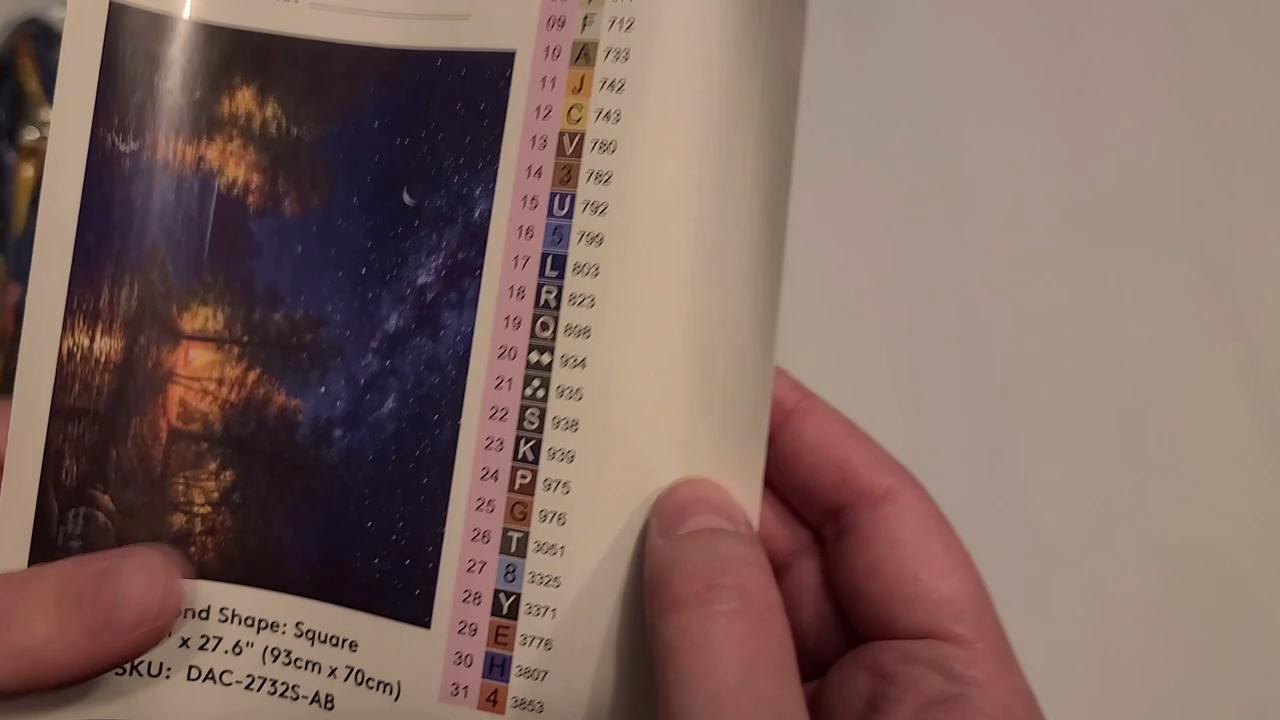 09 F 712
10 A 733
11 J 742
12 C 743
13 V 780
14 3 782
15 U 792
16 5 799
17 L 803
18 R 823
19 Q 898
20 934
21 935
22 S 938
23 K 939
24 P 975
25 G 976
26 T 3051
27 8 3325
28 Y 3371
29 E 3776
30 H 3807
31 4 3853
Shape: Square
x 27.6" (93cm x 70cm)
SKU: DAC-2732S-AB